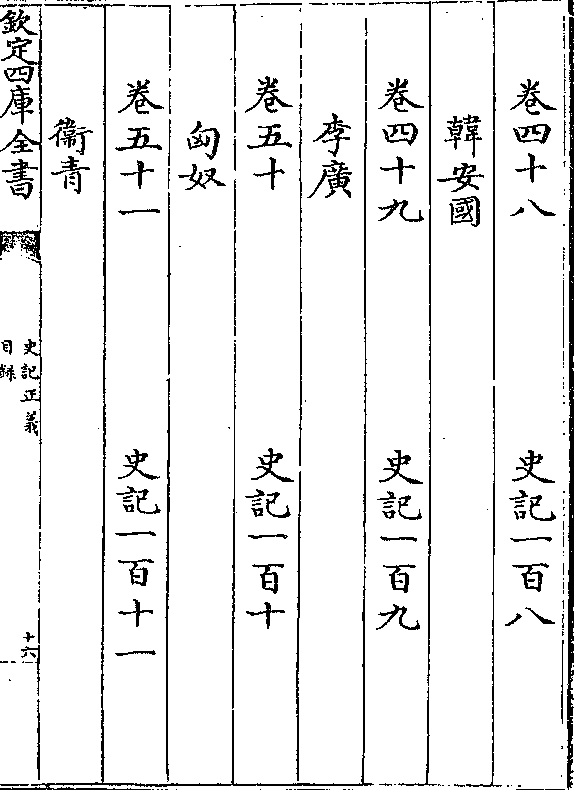 卷四十八 史記一百八
韓安國
卷四十九 史記一百九
李廣
卷五十 史記一百十
匈奴
卷五十一 史記一百十一
衛青
欽定四庫全書
史記正義
目録
十六